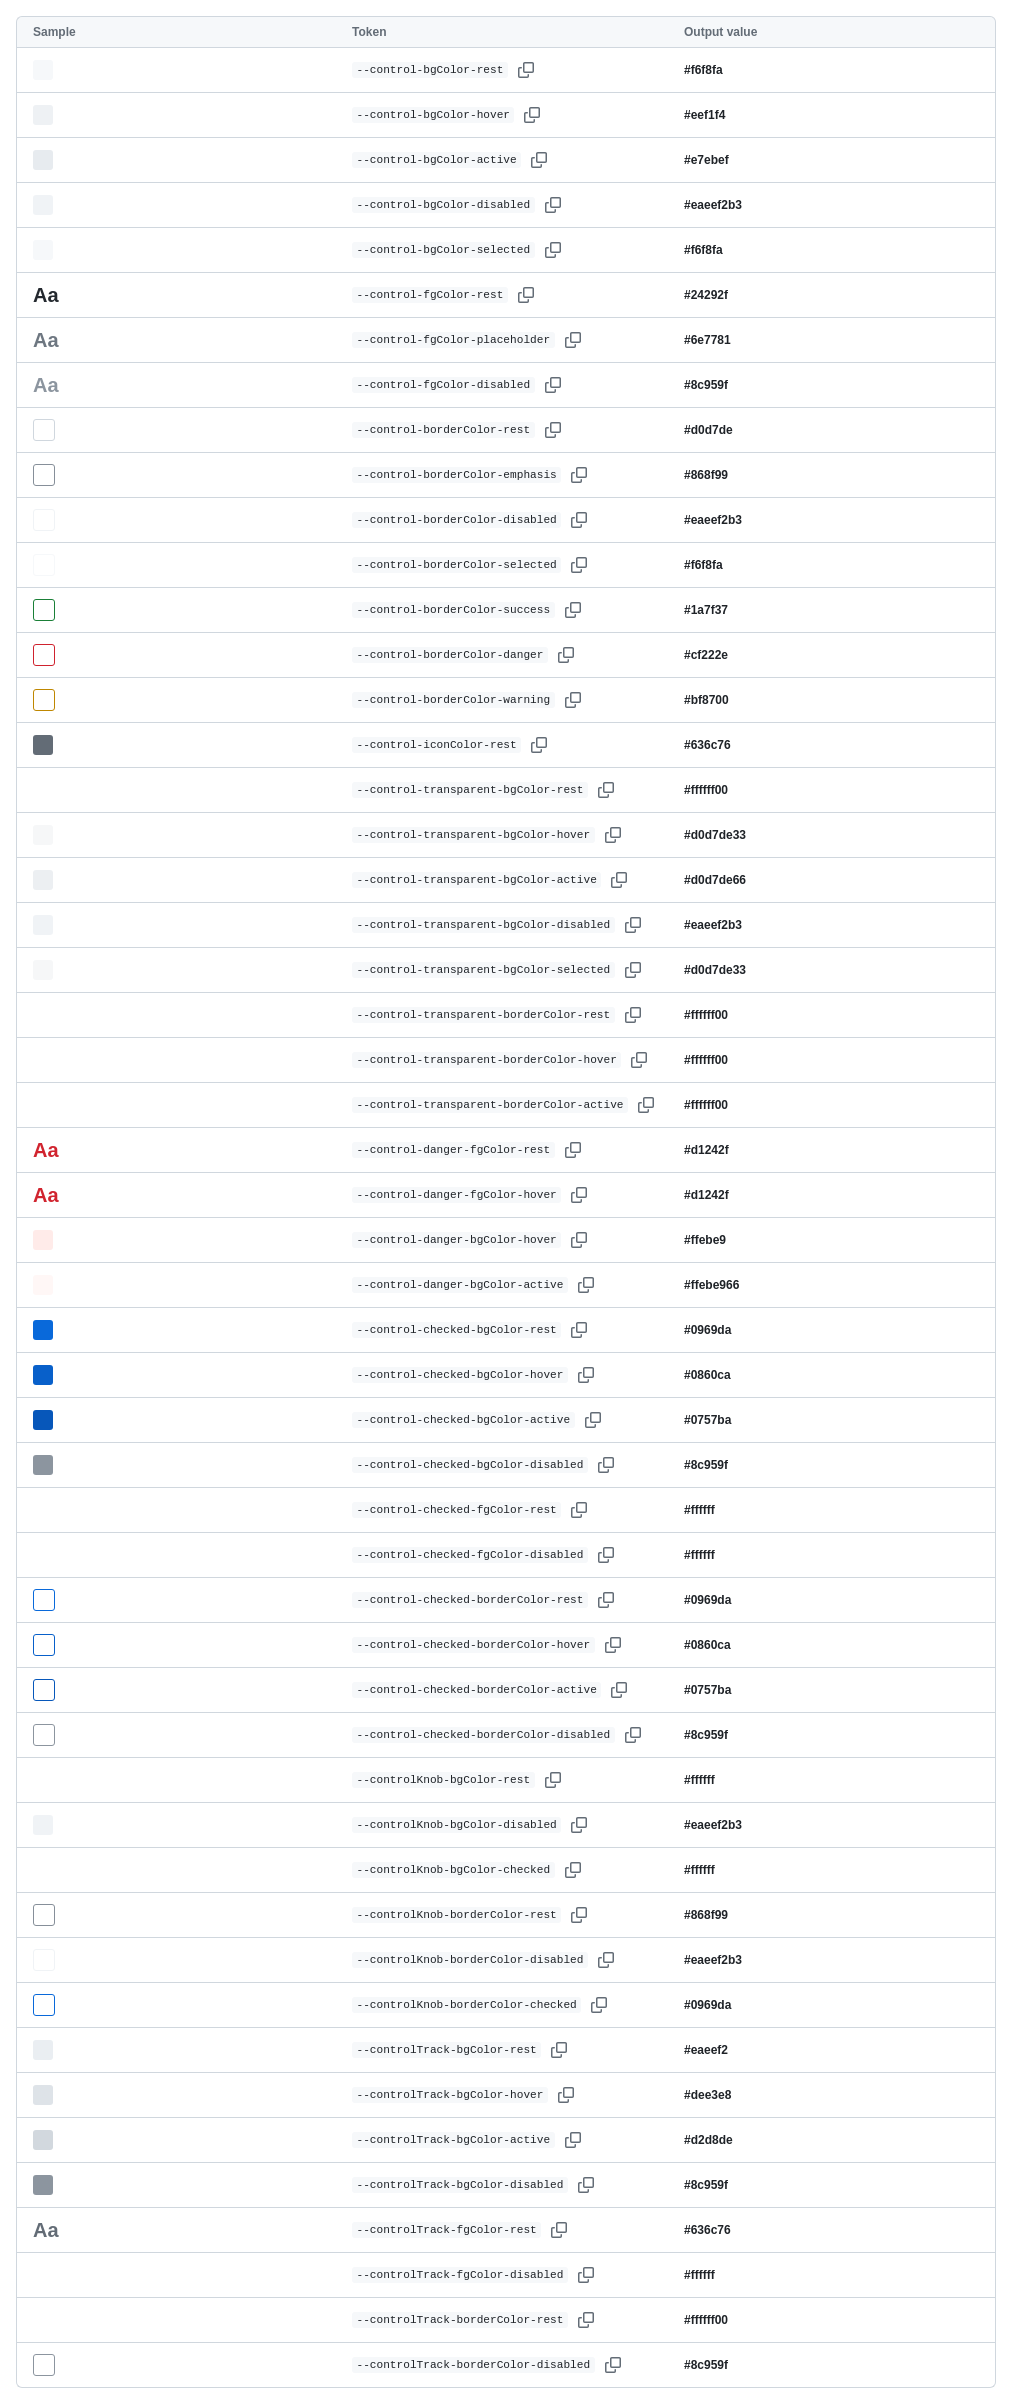 Sample Token Output value
--control-bgColor-rest #f6f8fa
--control-bgColor-hover #eef1f4
--control-bgColor-active #e7ebef
--control-bgColor-disabled #eaeef2b3
--control-bgColor-selected #f6f8fa
Aa --control-fgColor-rest #24292f
Aa --control-fgColor-placeholder #6e7781
Aa --control-fgColor-disabled #8c959f
--control-borderColor-rest #d0d7de
--control-borderColor-emphasis #868f99
--control-borderColor-disabled #eaeef2b3
--control-borderColor-selected #f6f8fa
--control-borderColor-success #1a7f37
--control-borderColor-danger #cf222e
--control-borderColor-warning #bf8700
--control-iconColor-rest #636c76
--control-transparent-bgColor-rest #ffffff00
--control-transparent-bgColor-hover #d0d7de33
--control-transparent-bgColor-active #d0d7de66
--control-transparent-bgColor-disabled #eaeef2b3
--control-transparent-bgColor-selected #d0d7de33
--control-transparent-borderColor-rest #ffffff00
--control-transparent-borderColor-hover #ffffff00
--control-transparent-borderColor-active #ffffff00
Aa --control-danger-fgColor-rest #d1242f
Aa --control-danger-fgColor-hover #d1242f
--control-danger-bgColor-hover #ffebe9
--control-danger-bgColor-active #ffebe966
--control-checked-bgColor-rest #0969da
--control-checked-bgColor-hover #0860ca
--control-checked-bgColor-active #0757ba
--control-checked-bgColor-disabled #8c959f
--control-checked-fgColor-rest #ffffff
--control-checked-fgColor-disabled #ffffff
--control-checked-borderColor-rest #0969da
--control-checked-borderColor-hover #0860ca
--control-checked-borderColor-active #0757ba
--control-checked-borderColor-disabled #8c959f
--controlKnob-bgColor-rest #ffffff
--controlKnob-bgColor-disabled #eaeef2b3
--controlKnob-bgColor-checked #ffffff
--controlKnob-borderColor-rest #868f99
--controlKnob-borderColor-disabled #eaeef2b3
--controlKnob-borderColor-checked #0969da
--controlTrack-bgColor-rest #eaeef2
--controlTrack-bgColor-hover #dee3e8
--controlTrack-bgColor-active #d2d8de
--controlTrack-bgColor-disabled #8c959f
Aa --controlTrack-fgColor-rest #636c76
--controlTrack-fgColor-disabled #ffffff
--controlTrack-borderColor-rest #ffffff00
--controlTrack-borderColor-disabled #8c959f